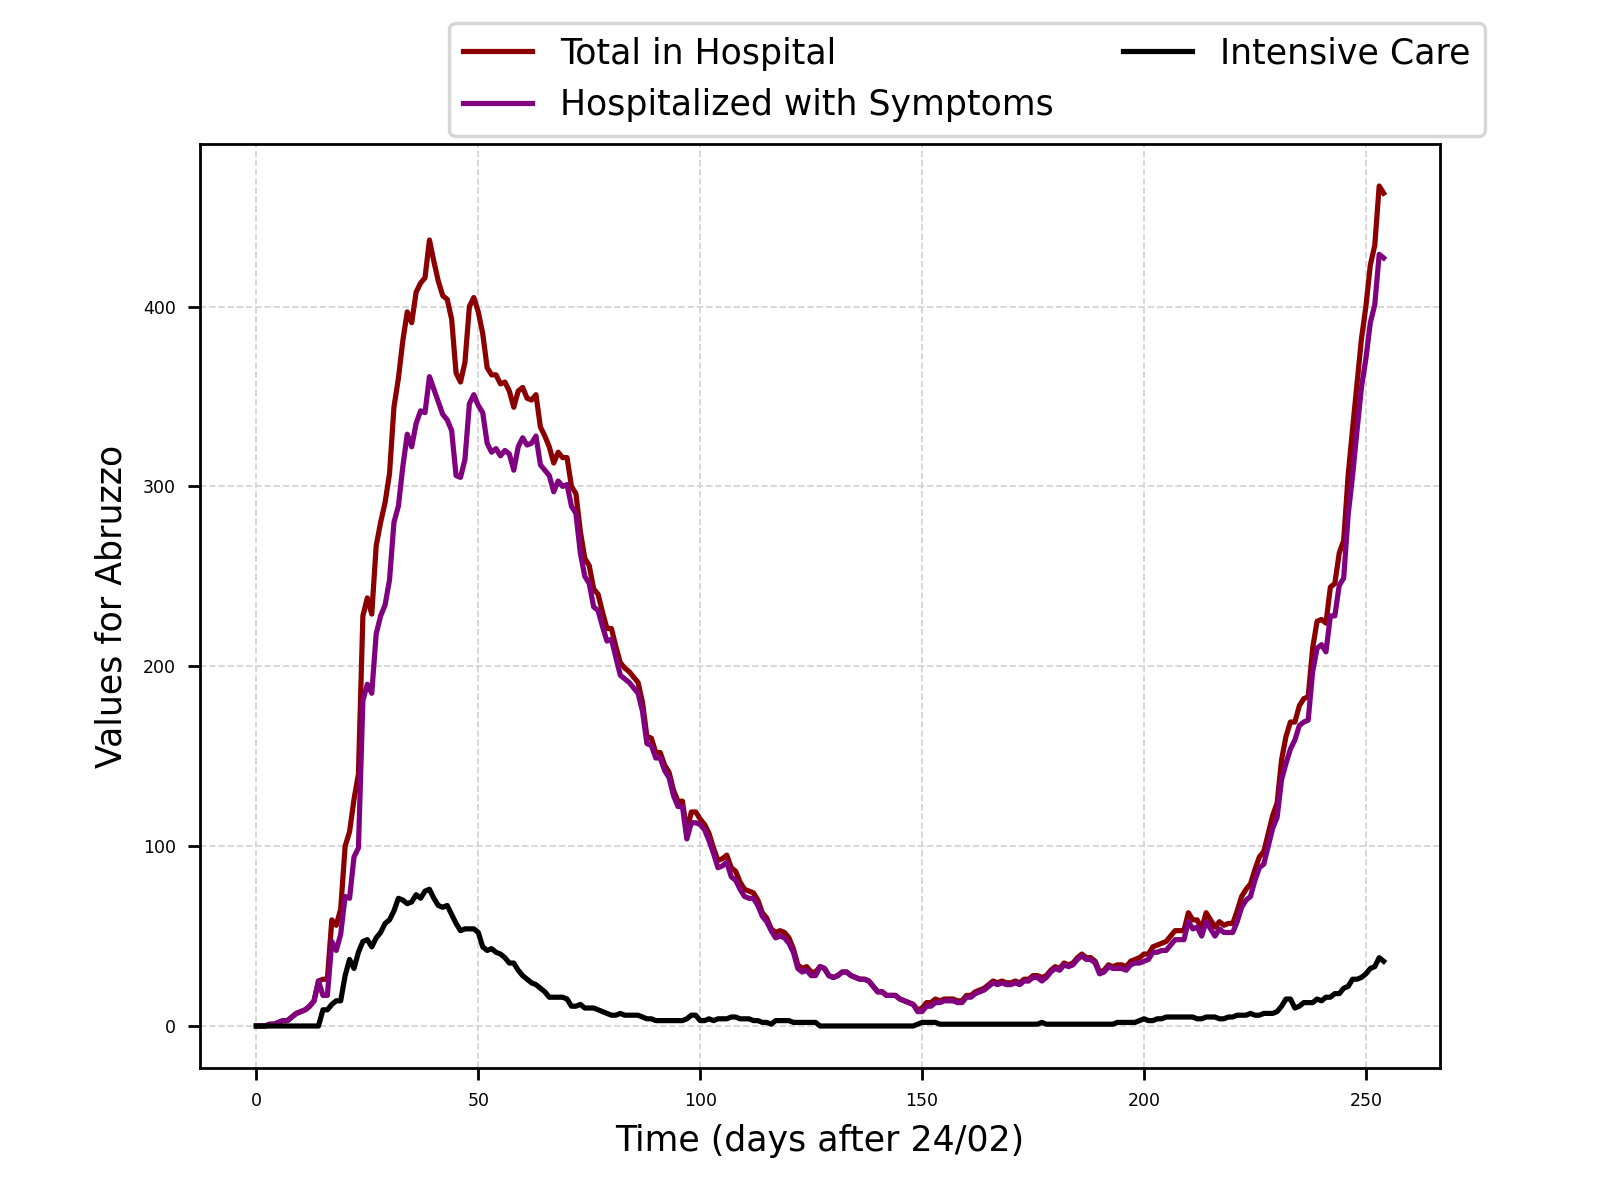 Total in Hospital
Hospitalized with Symptoms
Intensive Care
Values for Abruzzo
400
300
200
100
0
0 50 100 150 200 250
Time (days after 24/02)